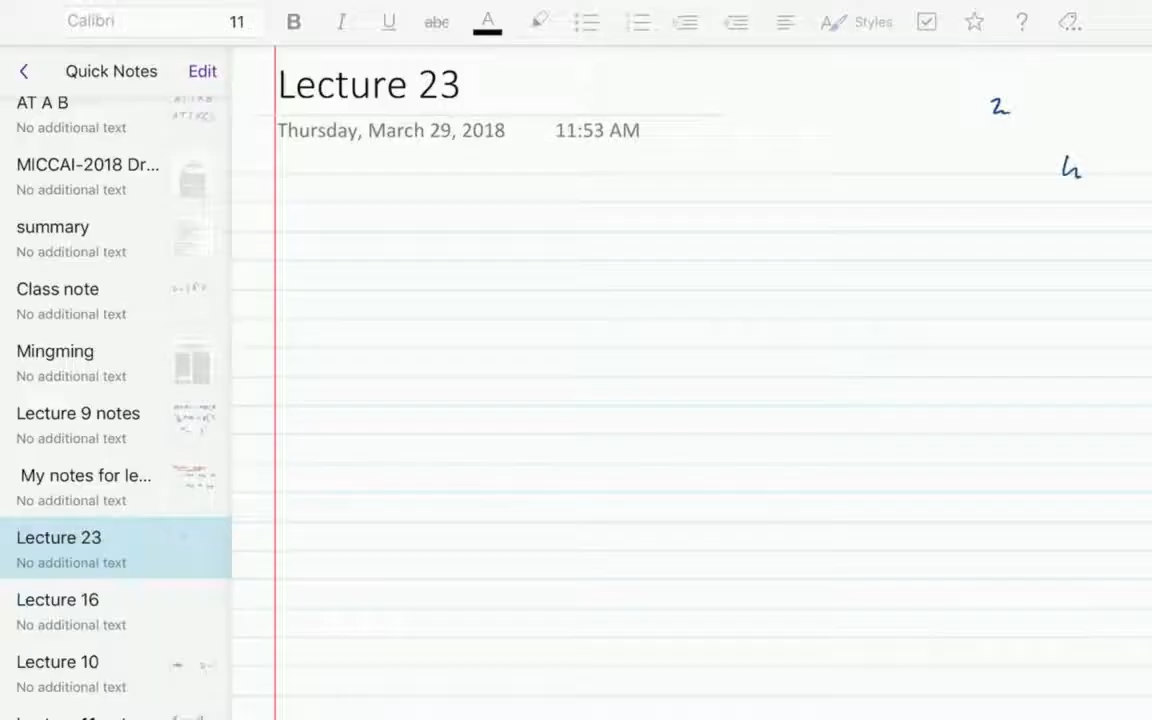 Calibri 11 B I U abc A Styles ?
Quick Notes Edit
AT A B
No additional text
MICCAI-2018 Dr...
No additional text
summary
No additional text
Class note
No additional text
Mingming
No additional text
Lecture 9 notes
No additional text
My notes for le...
No additional text
Lecture 23
No additional text
Lecture 16
No additional text
Lecture 10
No additional text
Lecture 23
Thursday, March 29, 2018 11:53 AM
2
h